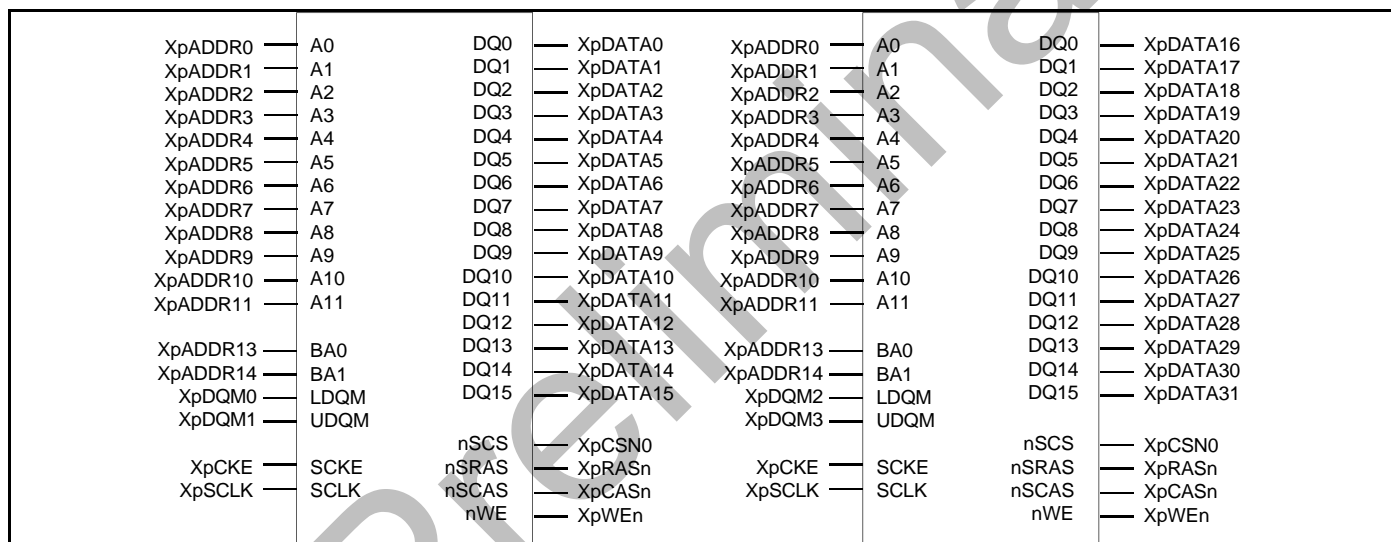 XpADDR0 A0 DQ0 XpDATA0 XpADDR0 A0 DQ0 XpDATA16
XpADDR1 A1 DQ1 XpDATA1 XpADDR1 A1 DQ1 XpDATA17
XpADDR2 A2 DQ2 XpDATA2 XpADDR2 A2 DQ2 XpDATA18
XpADDR3 A3 DQ3 XpDATA3 XpADDR3 A3 DQ3 XpDATA19
XpADDR4 A4 DQ4 XpDATA4 XpADDR4 A4 DQ4 XpDATA20
XpADDR5 A5 DQ5 XpDATA5 XpADDR5 A5 DQ5 XpDATA21
XpADDR6 A6 DQ6 XpDATA6 XpADDR6 A6 DQ6 XpDATA22
XpADDR7 A7 DQ7 XpDATA7 XpADDR7 A7 DQ7 XpDATA23
XpADDR8 A8 DQ8 XpDATA8 XpADDR8 A8 DQ8 XpDATA24
XpADDR9 A9 DQ9 XpDATA9 XpADDR9 A9 DQ9 XpDATA25
XpADDR10 A10 DQ10 XpDATA10 XpADDR10 A10 DQ10 XpDATA26
XpADDR11 A11 DQ11 XpDATA11 XpADDR11 A11 DQ11 XpDATA27
DQ12 XpDATA12 DQ12 XpDATA28
XpADDR13 BA0 DQ13 XpDATA13 XpADDR13 BA0 DQ13 XpDATA29
XpADDR14 BA1 DQ14 XpDATA14 XpADDR14 BA1 DQ14 XpDATA30
XpDQM0 LDQM DQ15 XpDATA15 XpDQM2 LDQM DQ15 XpDATA31
XpDQM1 UDQM XpDQM3 UDQM
nSCS XpCSN0 nSCS XpCSN0
XpCKE SCKE nSRAS XpRASn XpCKE SCKE nSRAS XpRASn
XpSCLK SCLK nSCAS XpCASn XpSCLK SCLK nSCAS XpCASn
nWE XpWEn nWE XpWEn